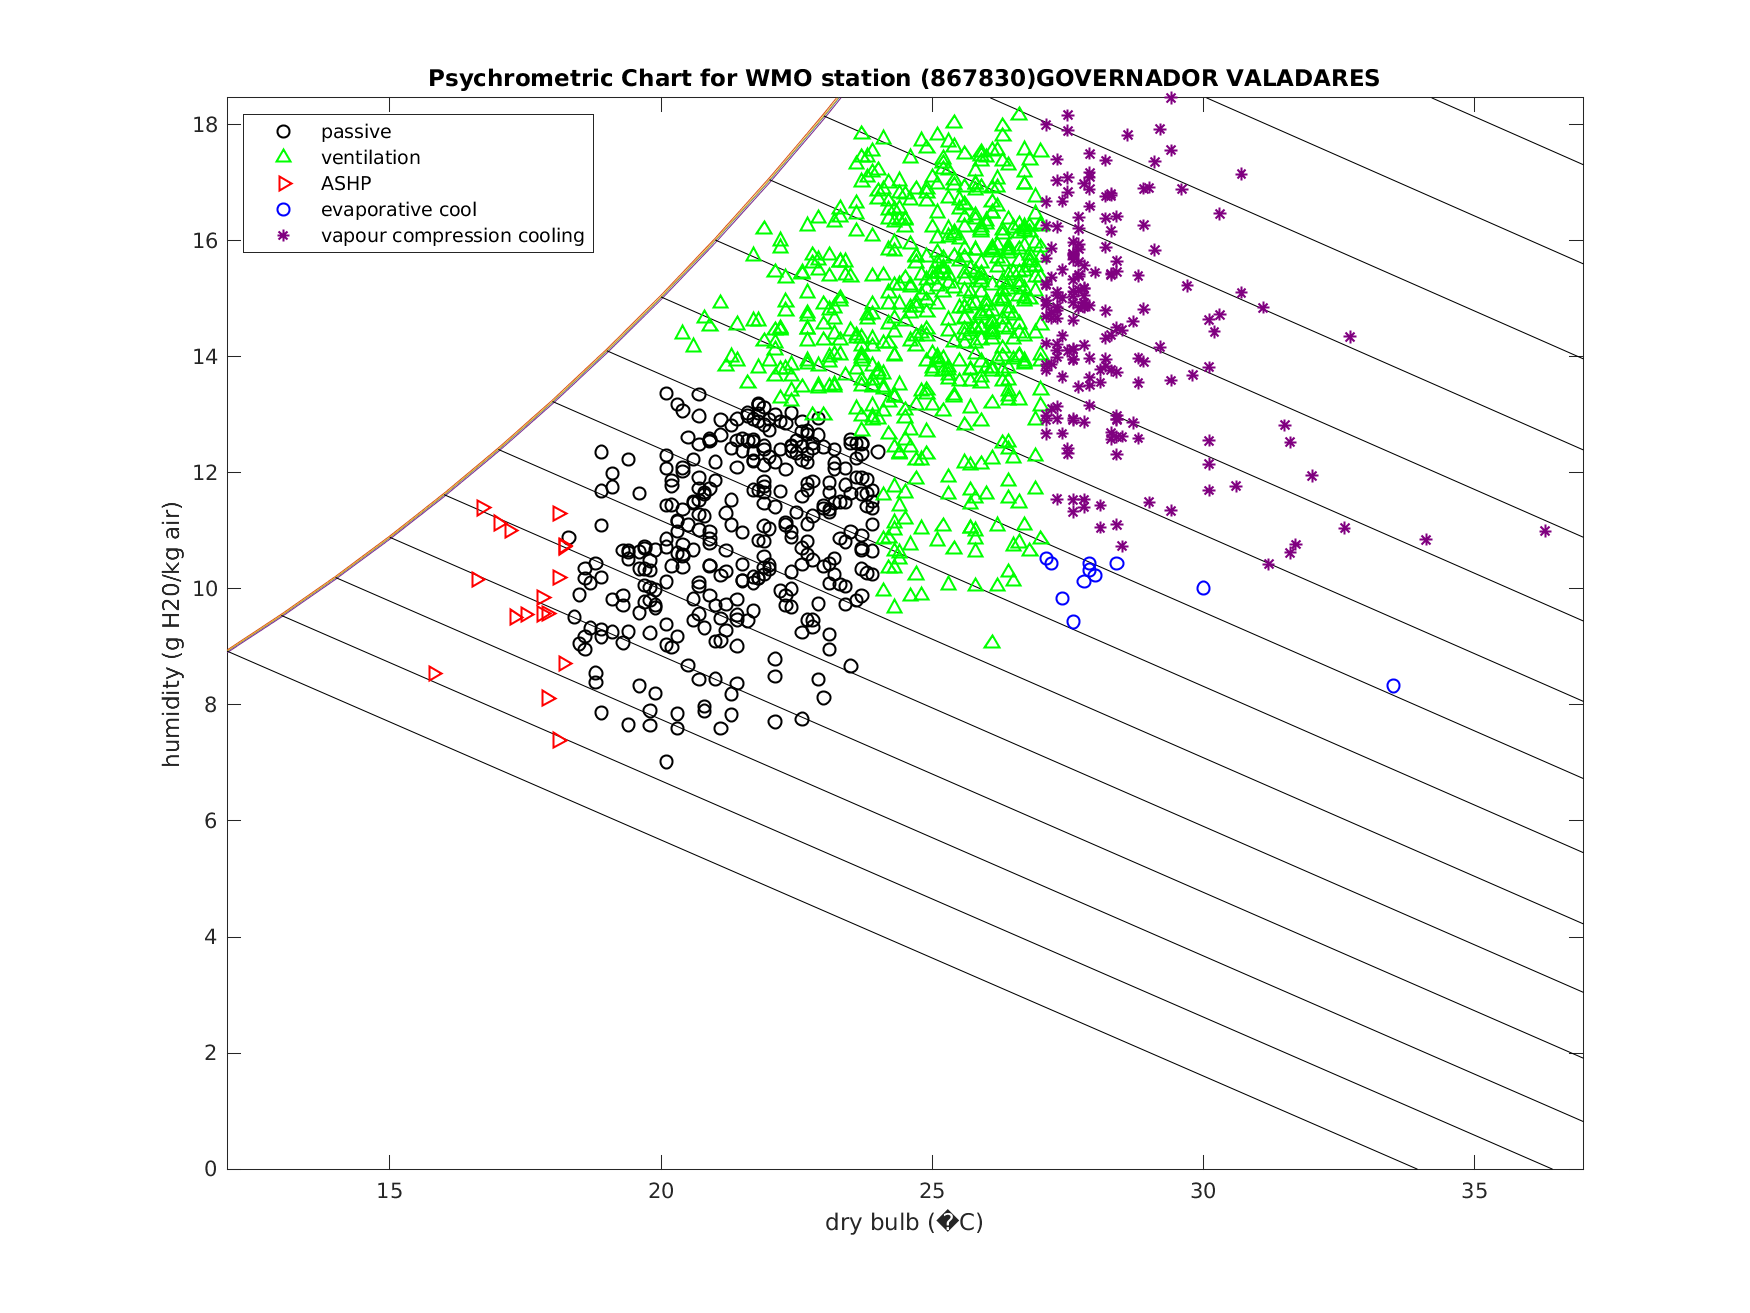 Psychrometric Chart for WMO station (867830)GOVERNADOR VALADARES
passive
ventilation
ASHP
evaporative cool
vapour compression cooling
humidity (g H20/kg air)
18
16
14
12
10
8
6
4
2
0
15
20
25
30
35
dry bulb (�C)